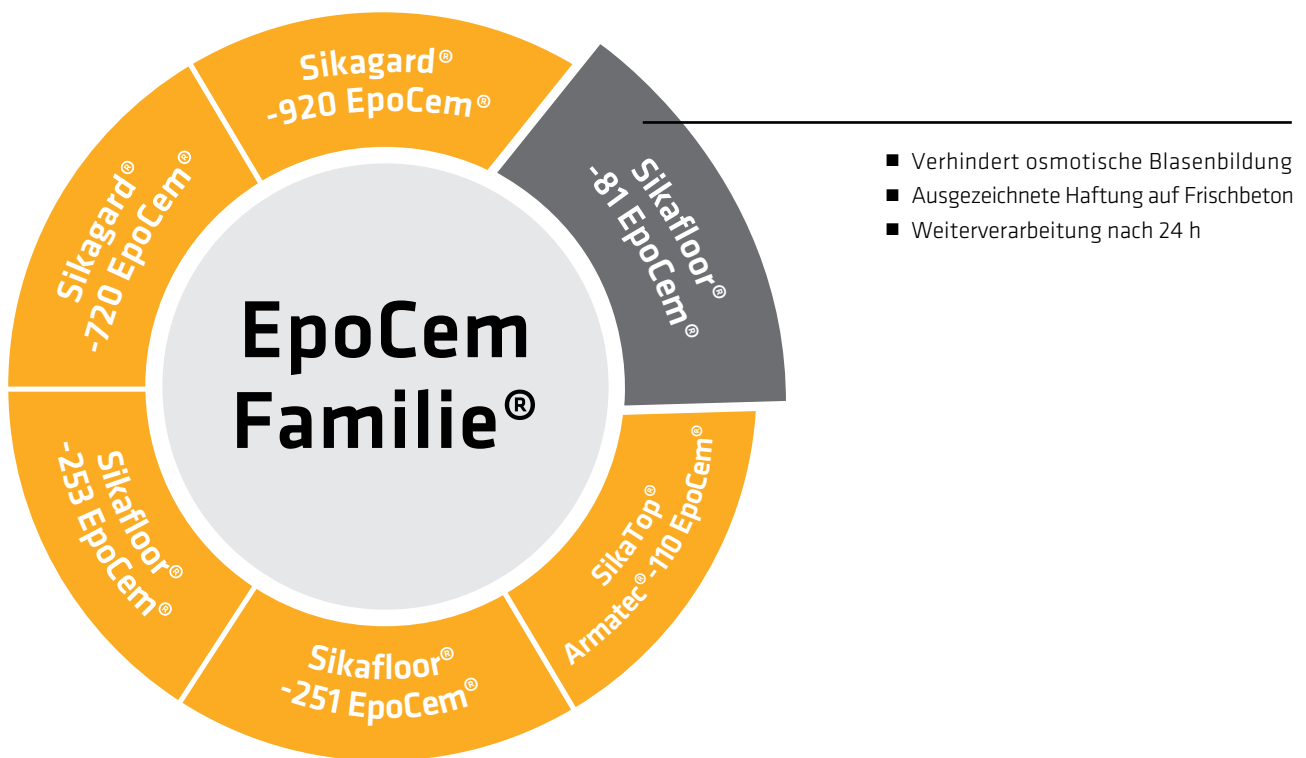 Sikagard®
-920 EpoCem®
Sikafloor®
-81 EpoCem®
■ Verhindert osmotische Blasenbildung
■ Ausgezeichnete Haftung auf Frischbeton
■ Weiterverarbeitung nach 24 h
Sikagard®
-720 EpoCem®
EpoCem
Familie®
Sikafloor®
-253 EpoCem®
SikaTop®
Armatec®-110 EpoCem®
Sikafloor®
-251 EpoCem®